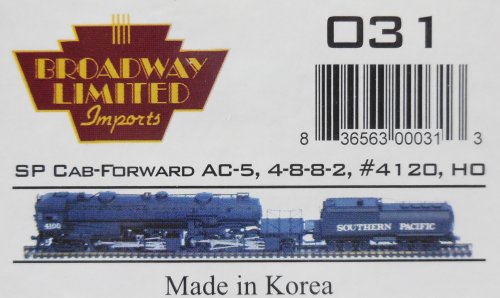 BROADWAY
LIMITED
Imports
031
8 36563 00031 3
SP CAB-FORWARD AC-5, 4-8-8-2, #4120, HO
4100
SOUTHERN PACIFIC
Made in Korea